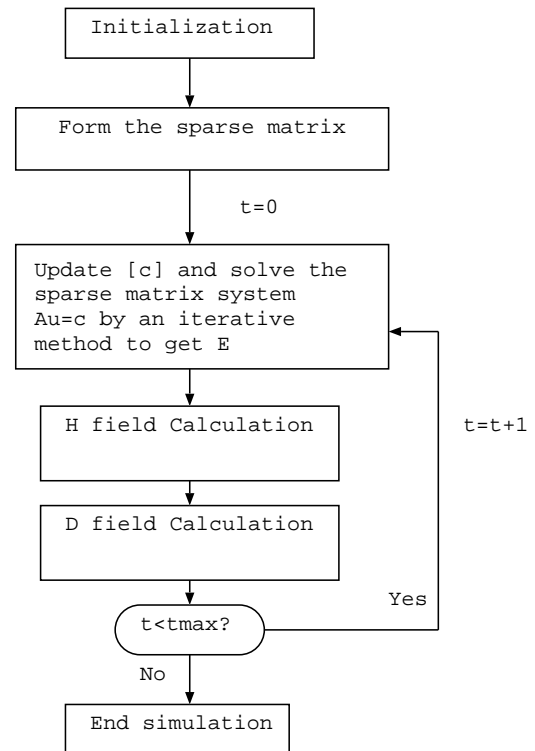 Initialization
Form the sparse matrix
t=0
Update [c] and solve the
sparse matrix system
Au=c by an iterative
method to get E
H field Calculation
t=t+1
D field Calculation
Yes
t<tmax?
No
End simulation